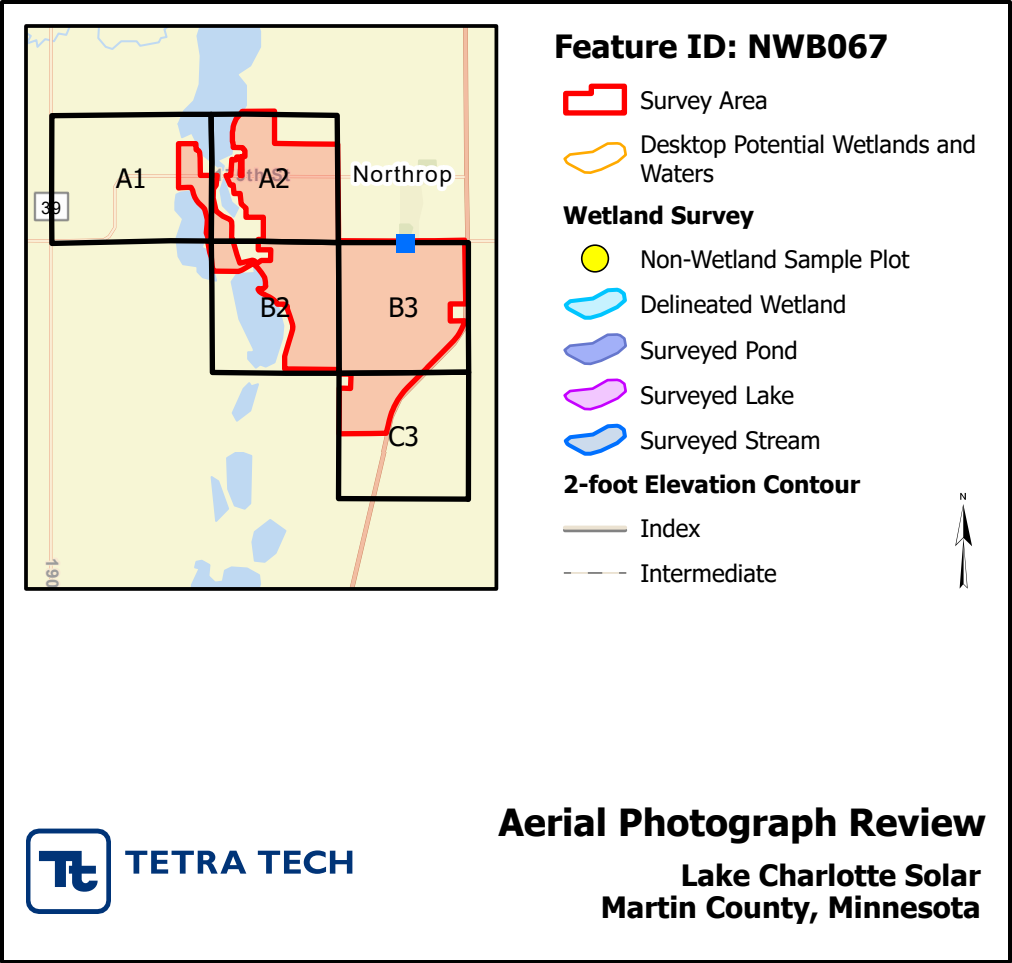 Feature ID: NWB067
Survey Area
Desktop Potential Wetlands and
Waters
Wetland Survey
Non-Wetland Sample Plot
Delineated Wetland
Surveyed Pond
Surveyed Lake
Surveyed Stream
2-foot Elevation Contour
Index
Intermediate
N
A1
A2
Northrop
39
B2
B3
C3
190
Tt
TETRA TECH
Aerial Photograph Review
Lake Charlotte Solar
Martin County, Minnesota